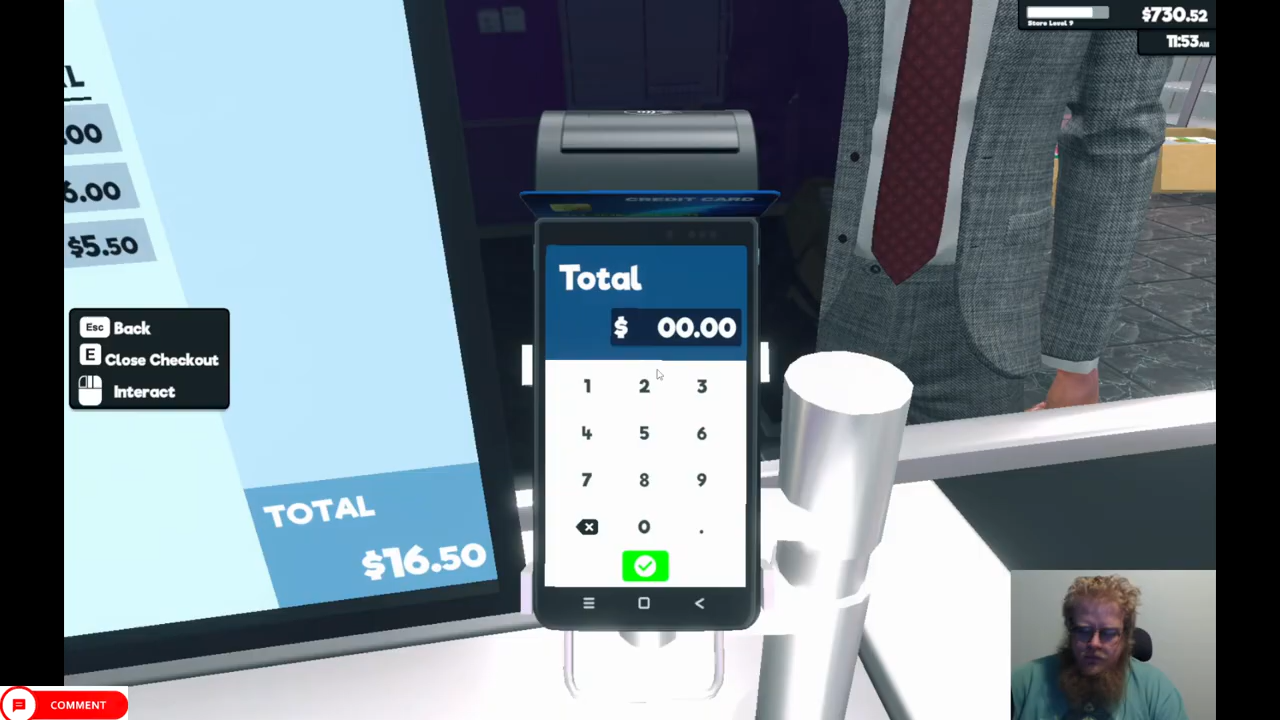 $730.52
Store Level 9
11:53AM
.00
6.00
$5.50
Esc Back
E Close Checkout
Interact
CREDIT CARD
Total
$ 00.00
1 2 3
4 5 6
7 8 9
0 .
TOTAL
$16.50
COMMENT